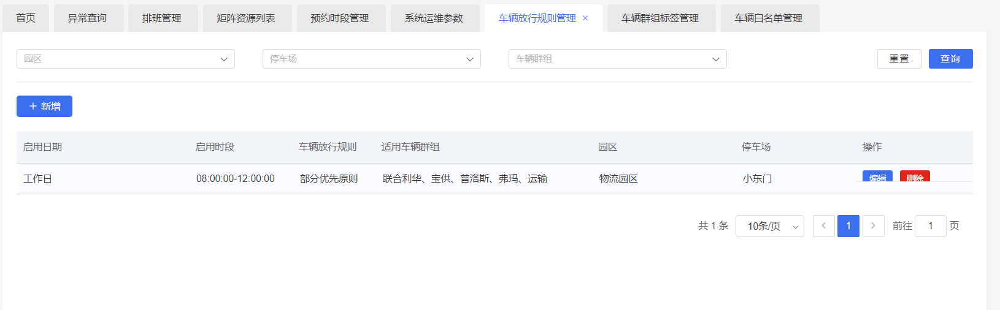 首页 异常查询 排班管理 矩阵资源列表 预约时段管理 系统运维参数 车辆放行规则管理 × 车辆群组标签管理 车辆白名单管理
园区 停车场 车辆群组 重置 查询
+ 新增
启用日期 启用时段 车辆放行规则 适用车辆群组 园区 停车场 操作
工作日 08:00:00-12:00:00 部分优先原则 联合利华、宝供、普洛斯、弗玛、运输 物流园区 小东门 编辑 删除
共 1 条 10条/页 < 1 > 前往 1 页